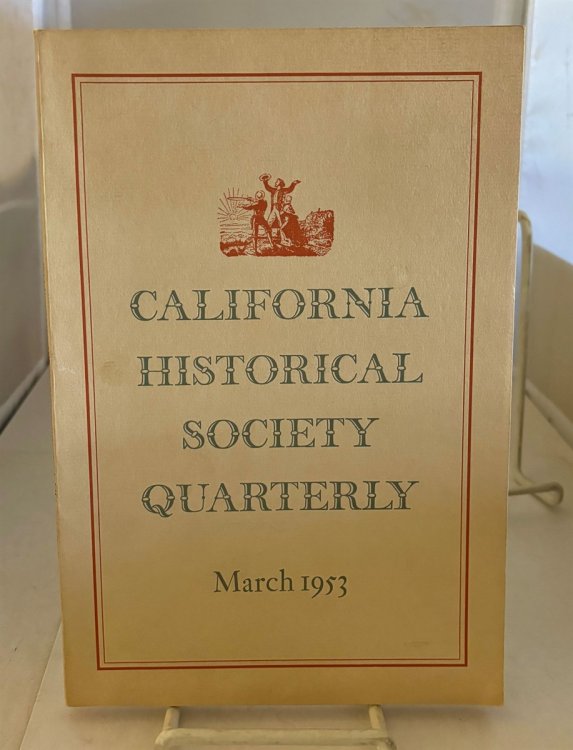 CALIFORNIA
HISTORICAL
SOCIETY
QUARTERLY
March 1953